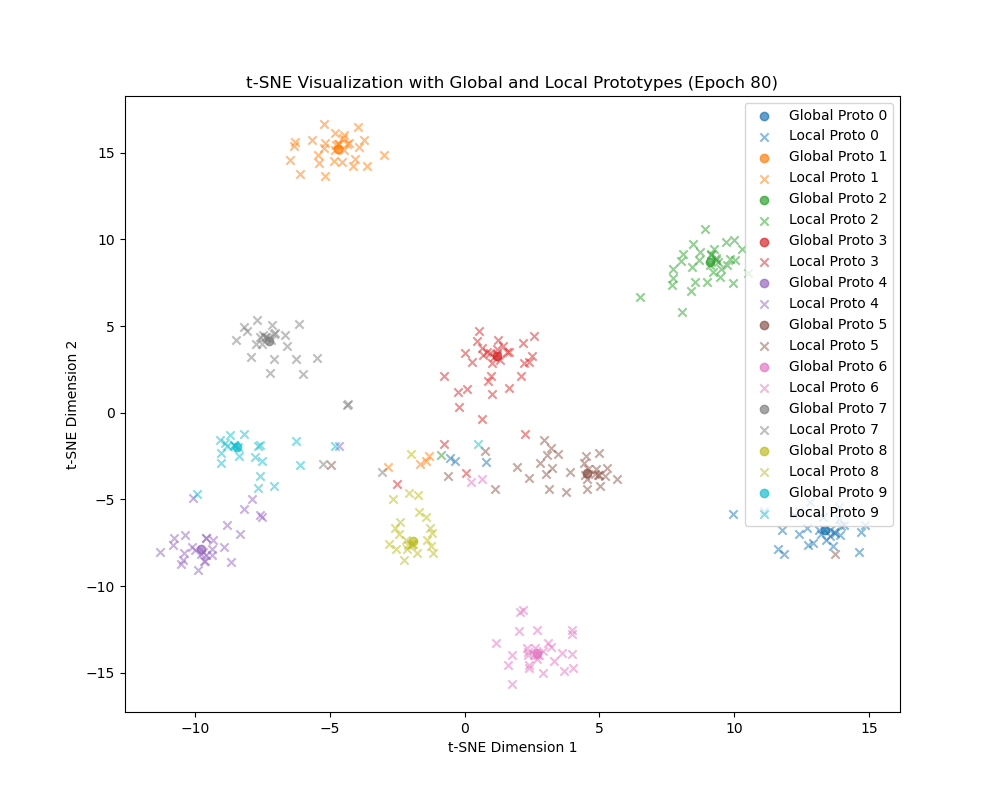 t-SNE Visualization with Global and Local Prototypes (Epoch 80)
Global Proto 0
Local Proto 0
Global Proto 1
Local Proto 1
Global Proto 2
Local Proto 2
Global Proto 3
Local Proto 3
Global Proto 4
Local Proto 4
Global Proto 5
Local Proto 5
Global Proto 6
Local Proto 6
Global Proto 7
Local Proto 7
Global Proto 8
Local Proto 8
Global Proto 9
Local Proto 9
t-SNE Dimension 2
15
10
5
0
−5
−10
−15
−10
−5
0
5
10
15
t-SNE Dimension 1